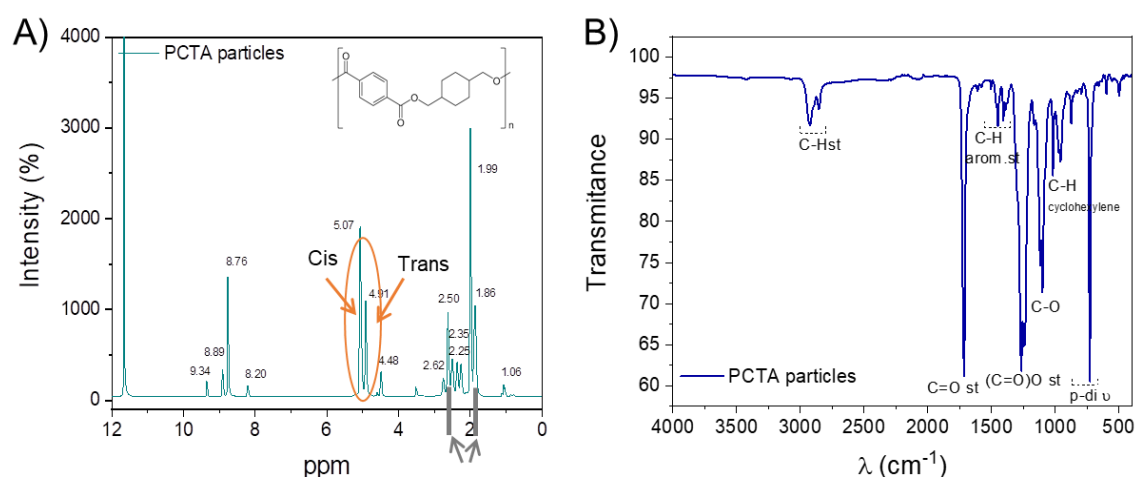 A)
PCTA particles
4000
3000
2000
1000
0
Intensity (%)
O
O
O
O
n
1.99
5.07
Cis
Trans
8.76
4.91
2.50
1.86
2.35
2.25
8.89
9.34
8.20
4.48
2.62
1.06
12
10
8
6
4
2
0
ppm
B)
100
95
90
85
80
75
70
65
60
Transmitance
C-Hst
C-H
arom.st
C-H
cyclohexylene
C-O
C=O st
(C=O)O st
p-di υ
PCTA particles
4000
3500
3000
2500
2000
1500
1000
500
λ (cm-1)